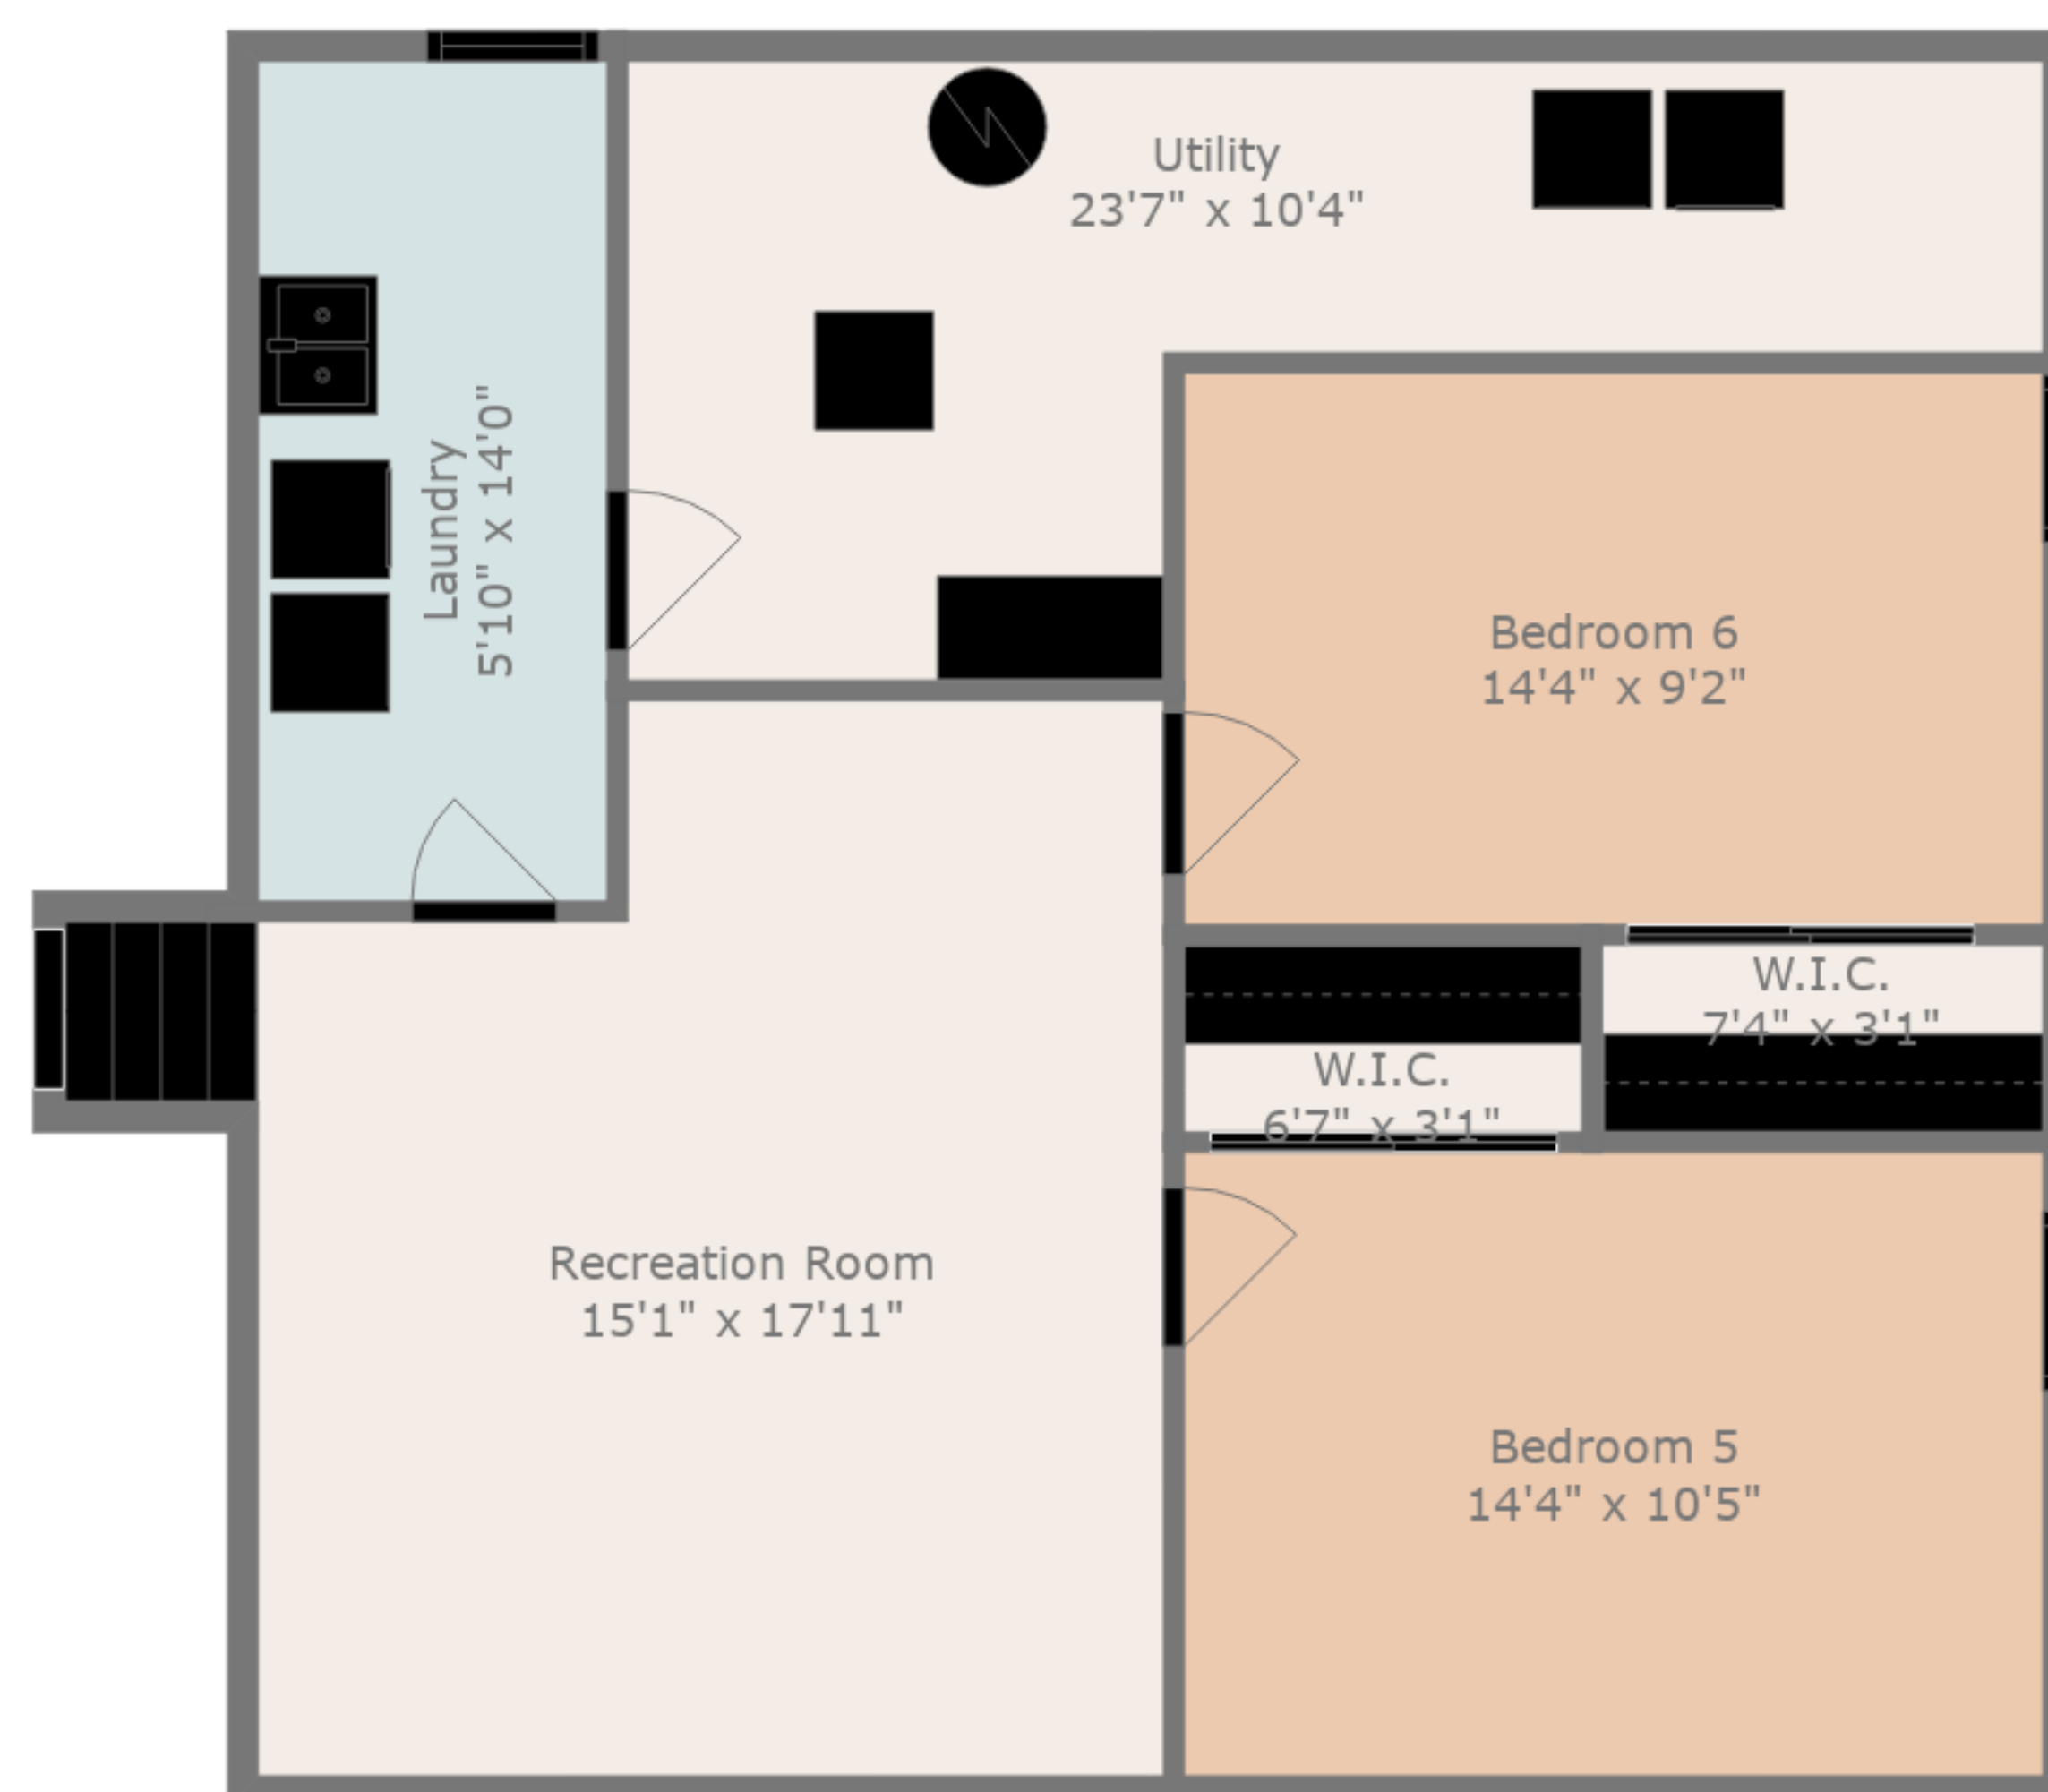 Utility
23'7" x 10'4"
Laundry
5'10" x 14'0"
Bedroom 6
14'4" x 9'2"
W.I.C.
7'4" x 3'1"
W.I.C.
6'7" x 3'1"
Recreation Room
15'1" x 17'11"
Bedroom 5
14'4" x 10'5"